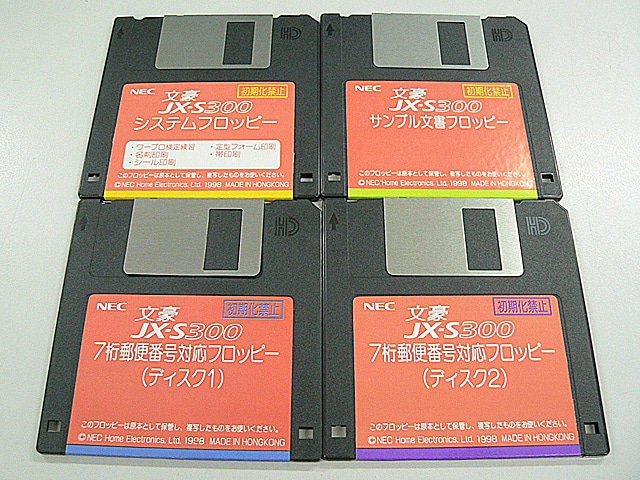 HD
NEC 文豪 初期化禁止
JX-S300
システムフロッピー
・ワープロ検定練習 ・定型フォーム印刷
・名刺印刷 ・帯印刷
・シール印刷
このフロッピーは原本として保管し、複写したものをお使いください。
© NEC Home Electronics, Ltd. 1998 MADE IN HONGKONG
HD
NEC 文豪 初期化禁止
JX-S300
サンプル文書フロッピー
このフロッピーは原本として保管し、複写したものをお使いください。
© NEC Home Electronics, Ltd. 1998 MADE IN HONGKONG
HD
NEC 文豪 初期化禁止
JX-S300
7桁郵便番号対応フロッピー
(ディスク1)
このフロッピーは原本として保管し、複写したものをお使いください。
© NEC Home Electronics, Ltd. 1998 MADE IN HONGKONG
HD
NEC 文豪 初期化禁止
JX-S300
7桁郵便番号対応フロッピー
(ディスク2)
このフロッピーは原本として保管し、複写したものをお使いください。
© NEC Home Electronics, Ltd. 1998 MADE IN HONGKONG